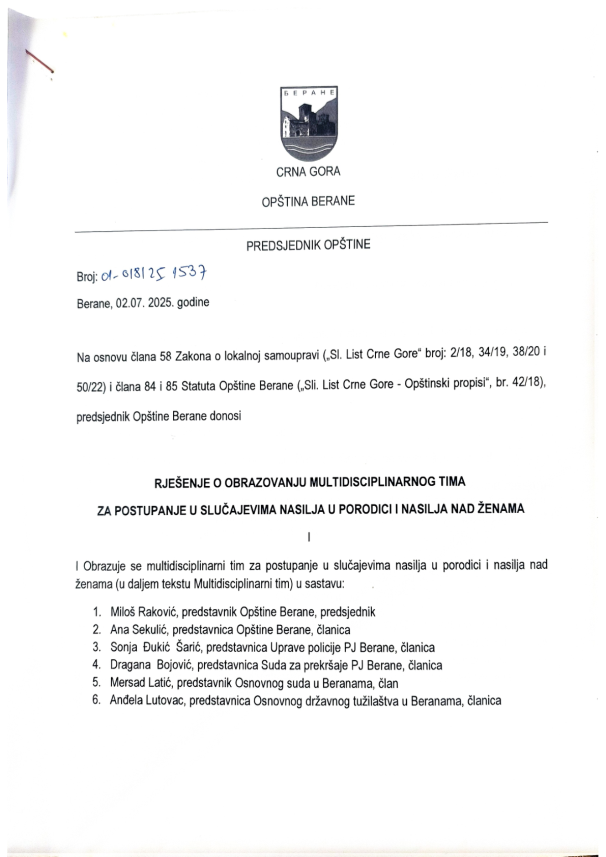 БЕРАНЕ
CRNA GORA
OPŠTINA BERANE
PREDSJEDNIK OPŠTINE
Broj: 01-018/25 1537
Berane, 02.07. 2025. godine
Na osnovu člana 58 Zakona o lokalnoj samoupravi („Sl. List Crne Gore“ broj: 2/18, 34/19, 38/20 i
50/22) i člana 84 i 85 Statuta Opštine Berane („Sli. List Crne Gore - Opštinski propisi“, br. 42/18),
predsjednik Opštine Berane donosi
RJEŠENJE O OBRAZOVANJU MULTIDISCIPLINARNOG TIMA
ZA POSTUPANJE U SLUČAJEVIMA NASILJA U PORODICI I NASILJA NAD ŽENAMA
I
I Obrazuje se multidisciplinarni tim za postupanje u slučajevima nasilja u porodici i nasilja nad
ženama (u daljem tekstu Multidisciplinarni tim) u sastavu:
1. Miloš Raković, predstavnik Opštine Berane, predsjednik
2. Ana Sekulić, predstavnica Opštine Berane, članica
3. Sonja Đukić Šarić, predstavnica Uprave policije PJ Berane, članica
4. Dragana Bojović, predstavnica Suda za prekršaje PJ Berane, članica
5. Mersad Latić, predstavnik Osnovnog suda u Beranama, član
6. Anđela Lutovac, predstavnica Osnovnog državnog tužilaštva u Beranama, članica